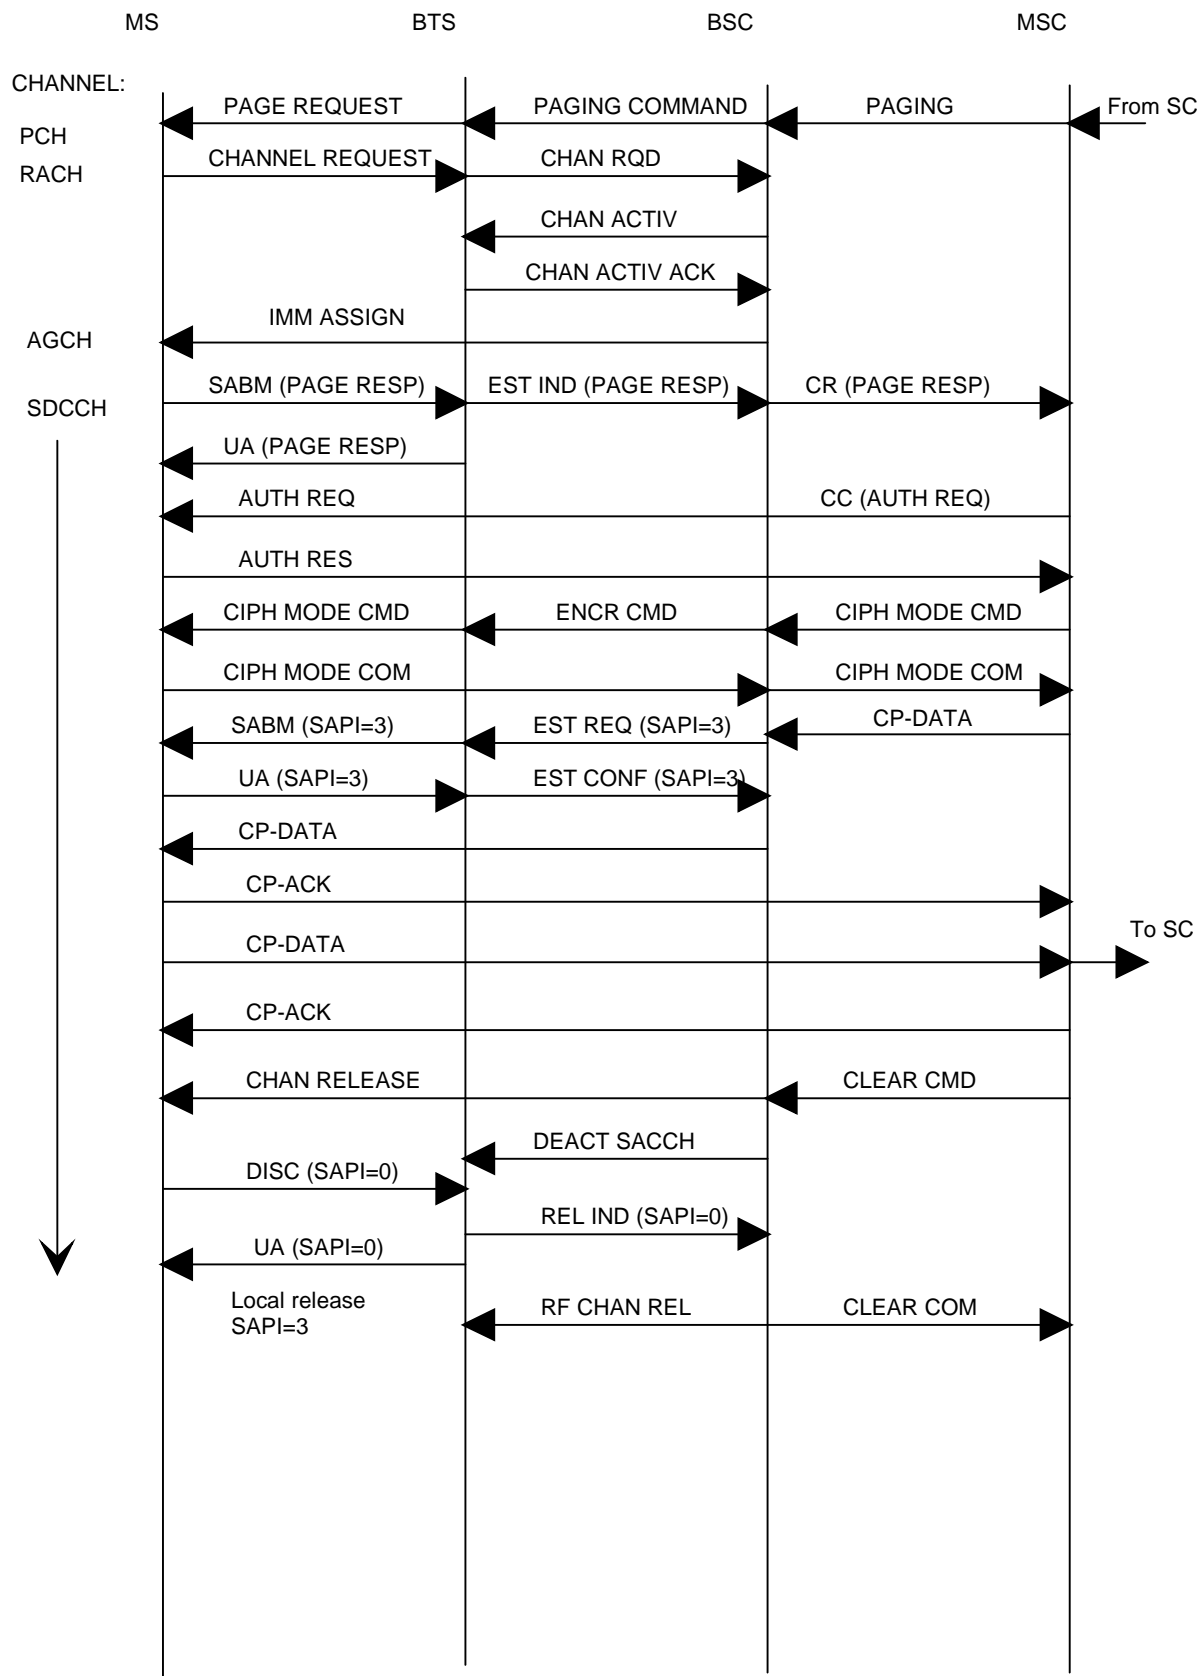 MS BTS BSC MSC
CHANNEL:
PAGE REQUEST PAGING COMMAND PAGING From SC
PCH
CHANNEL REQUEST CHAN RQD
RACH
CHAN ACTIV
CHAN ACTIV ACK
IMM ASSIGN
AGCH
SABM (PAGE RESP) EST IND (PAGE RESP) CR (PAGE RESP)
SDCCH
UA (PAGE RESP)
AUTH REQ CC (AUTH REQ)
AUTH RES
CIPH MODE CMD ENCR CMD CIPH MODE CMD
CIPH MODE COM CIPH MODE COM
SABM (SAPI=3) EST REQ (SAPI=3) CP-DATA
UA (SAPI=3) EST CONF (SAPI=3)
CP-DATA
CP-ACK
CP-DATA To SC
CP-ACK
CHAN RELEASE CLEAR CMD
DEACT SACCH
DISC (SAPI=0)
REL IND (SAPI=0)
UA (SAPI=0)
Local release RF CHAN REL CLEAR COM
SAPI=3